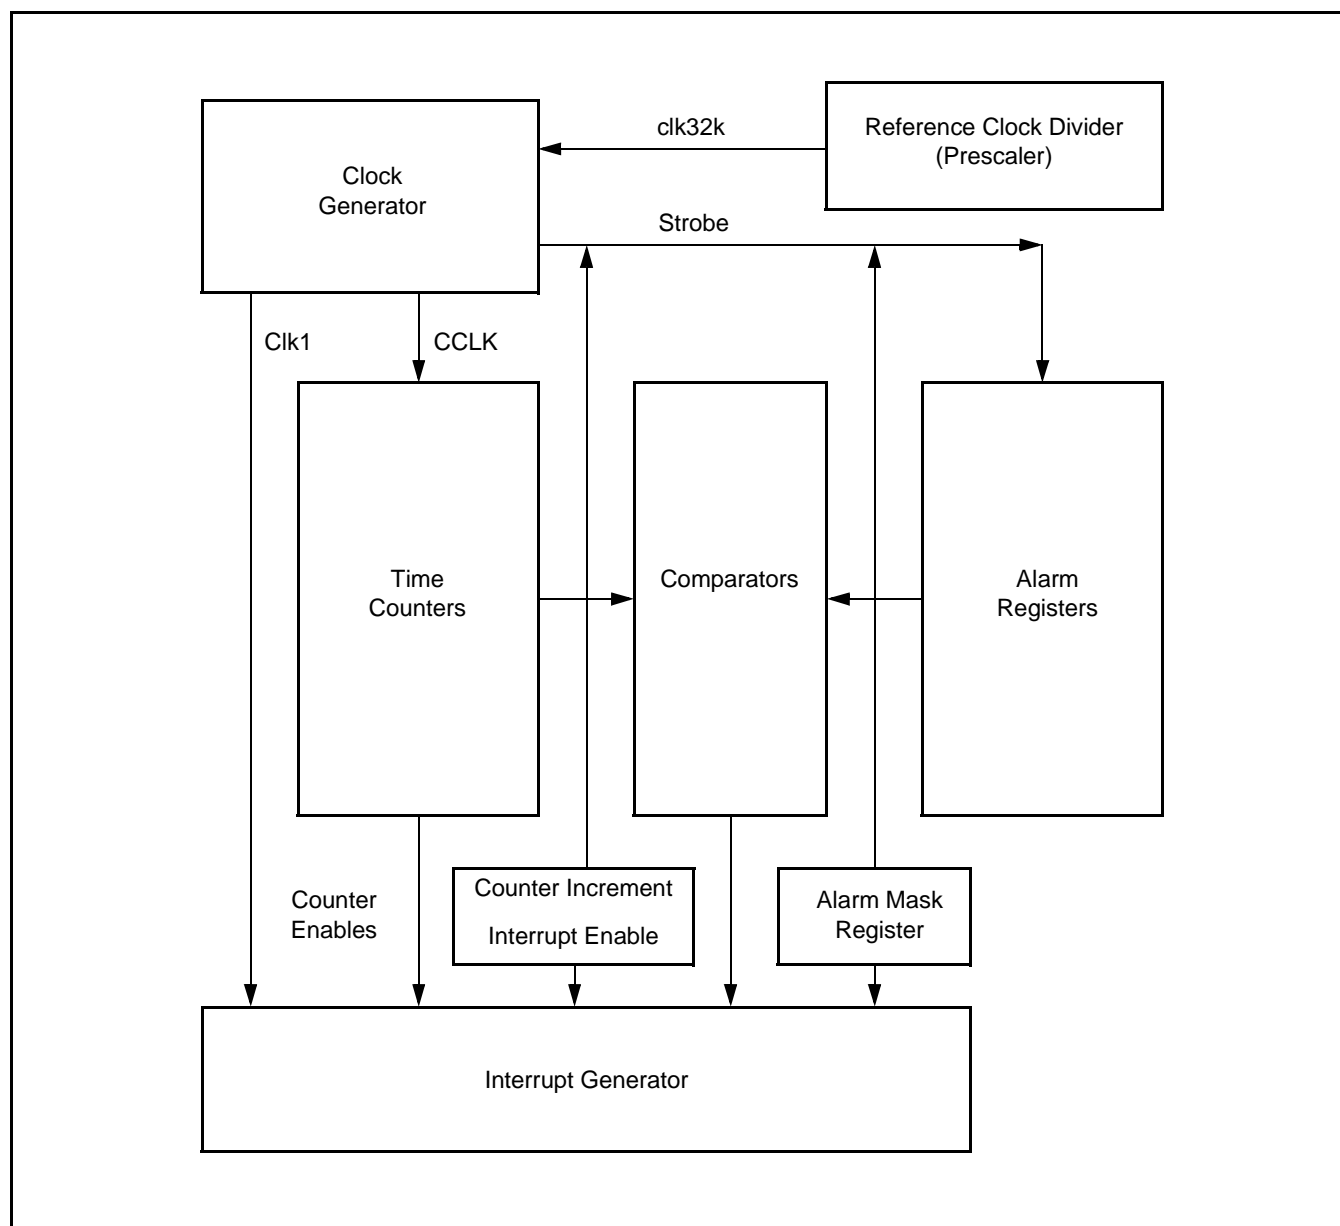 clk32k
Reference Clock Divider
(Prescaler)
Clock
Generator
Strobe
Clk1
CCLK
Time
Counters
Comparators
Alarm
Registers
Counter
Enables
Counter Increment
Interrupt Enable
Alarm Mask
Register
Interrupt Generator